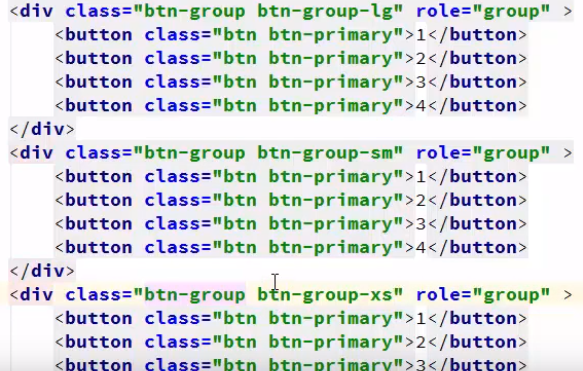 <div class="btn-group btn-group-lg" role="group" >
<button class="btn btn-primary">1</button>
<button class="btn btn-primary">2</button>
<button class="btn btn-primary">3</button>
<button class="btn btn-primary">4</button>
</div>
<div class="btn-group btn-group-sm" role="group" >
<button class="btn btn-primary">1</button>
<button class="btn btn-primary">2</button>
<button class="btn btn-primary">3</button>
<button class="btn btn-primary">4</button>
</div>
<div class="btn-group btn-group-xs" role="group" >
<button class="btn btn-primary">1</button>
<button class="btn btn-primary">2</button>
<button class="btn btn-primary">3</button>